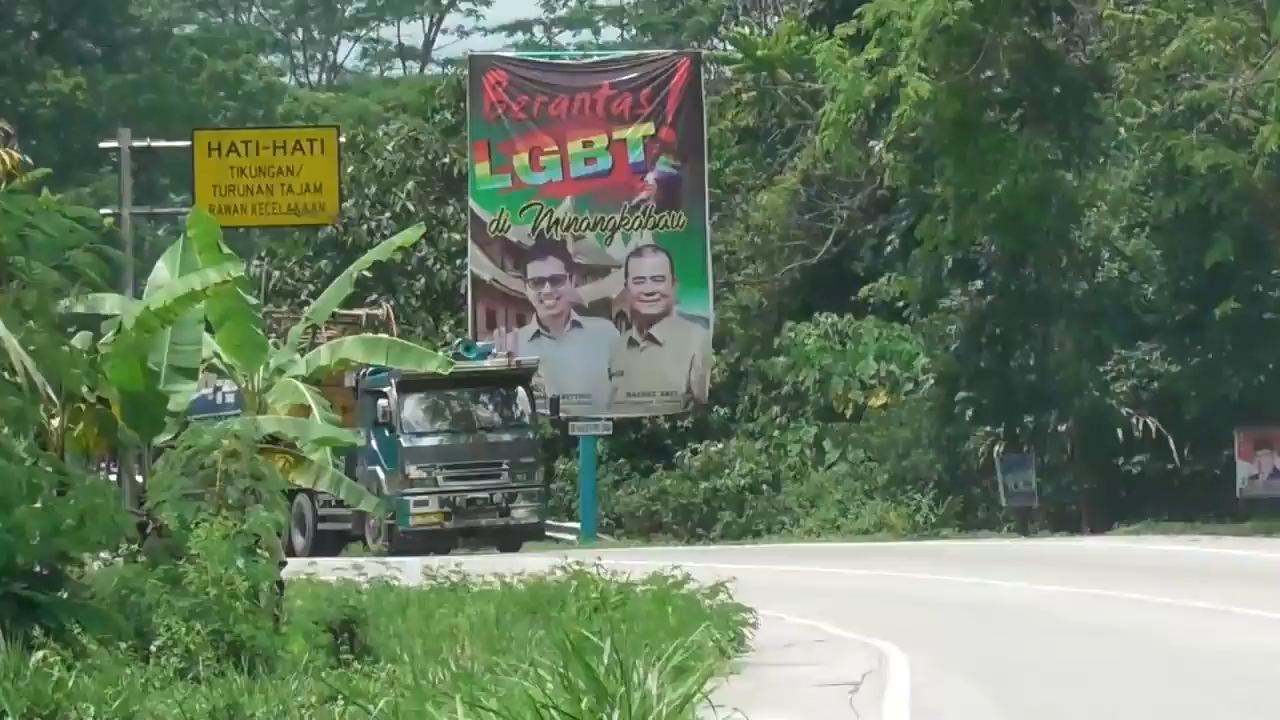 HATI-HATI
TIKUNGAN/
TURUNAN TAJAM
RAWAN KECELAKAAN
Berantas!
LGBT
di Minangkabau